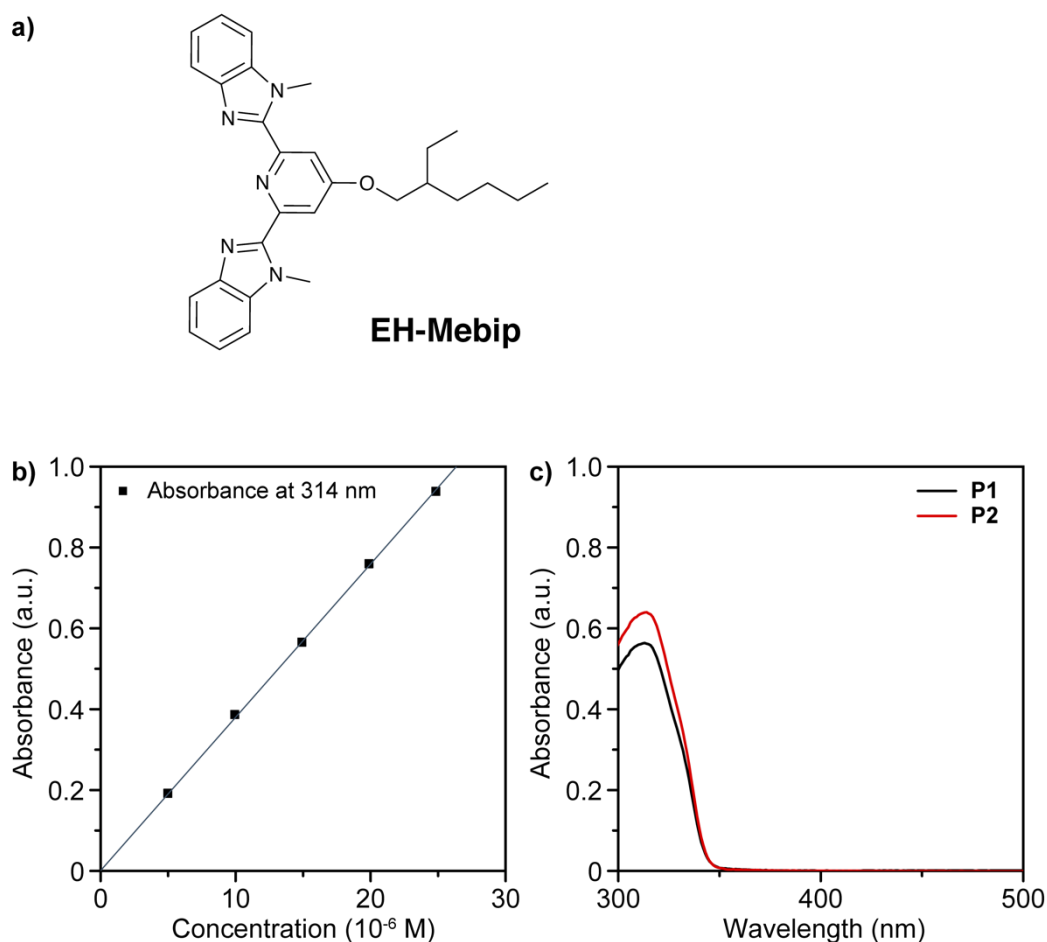 a)
N
N
N
O
N
N
EH-Mebip
b)
Absorbance at 314 nm
1.0
0.8
0.6
0.4
0.2
0
Absorbance (a.u.)
0
10
20
30
Concentration (10⁻⁶ M)
c)
P1
P2
1.0
0.8
0.6
0.4
0.2
0
Absorbance (a.u.)
300
400
500
Wavelength (nm)